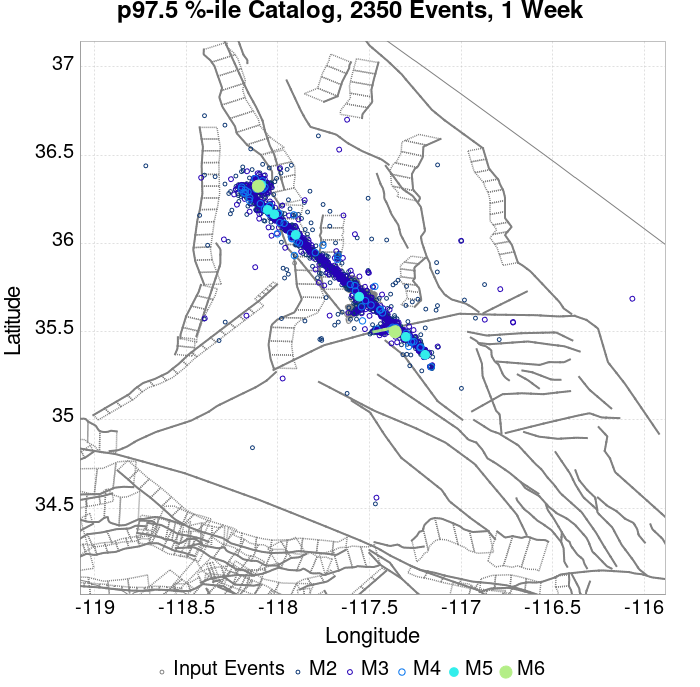 p97.5 %-ile Catalog, 2350 Events, 1 Week
37
36.5
36
35.5
35
34.5
Latitude
-119 -118.5 -118 -117.5 -117 -116.5 -116
Longitude
Input Events M2 M3 M4 M5 M6